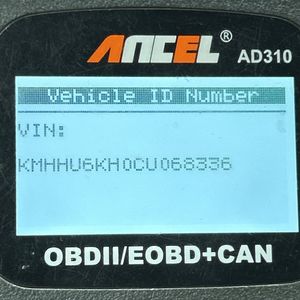 ANCEL® AD310
Vehicle ID Number
VIN:
KMHHU6KH0CU068336
OBDII/EOBD+CAN